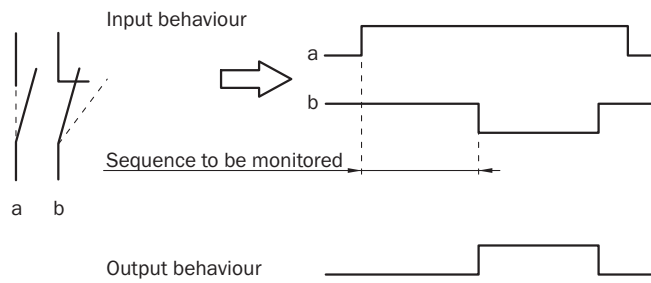 Input behaviour
a
b
Sequence to be monitored
a b
Output behaviour